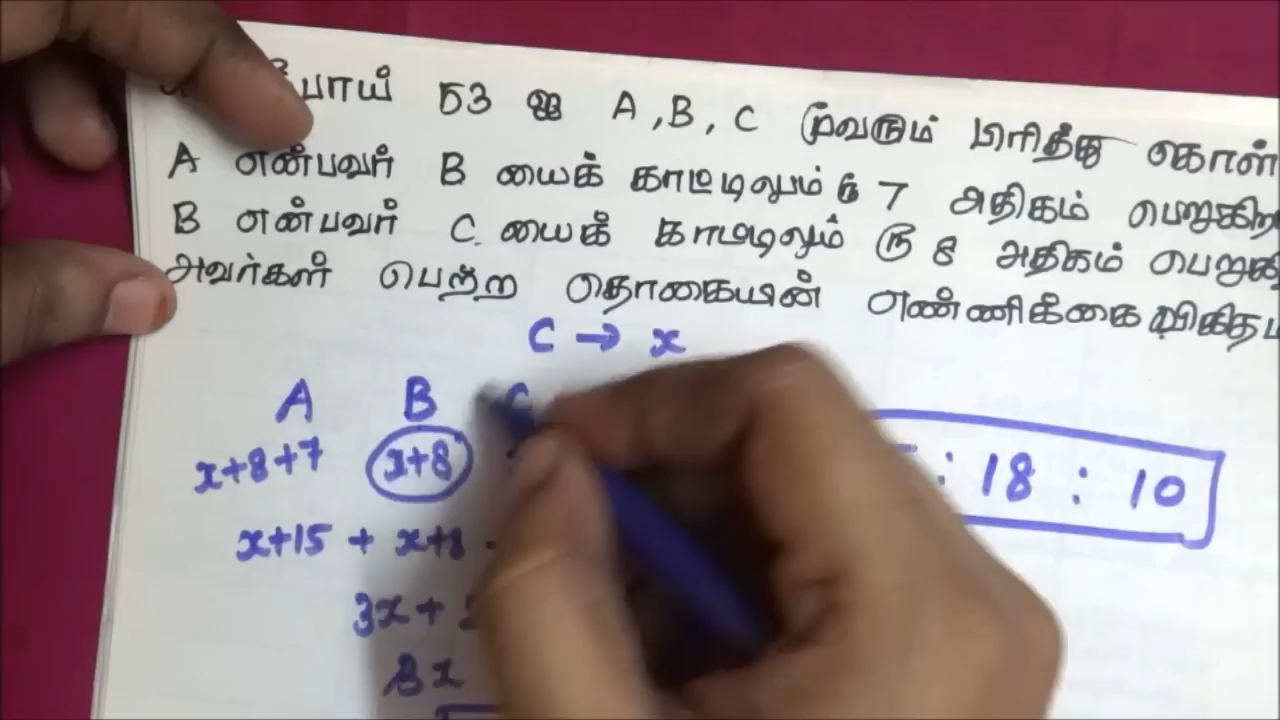 53 ஐ A, B, C மூவரும் பிரித்து
A என்பவர் B யைக் காட்டிலும் ரூ 7 அதிகம்
B என்பவர் C யைக் காட்டிலும் ரூ 8 அதிகம்
அவர்கள் பெற்ற தொகையின் எண்ணிக்கை
C → x
A B C
x+8+7 x+8
: 18 : 10
x+15 + x+8
3x +
3x